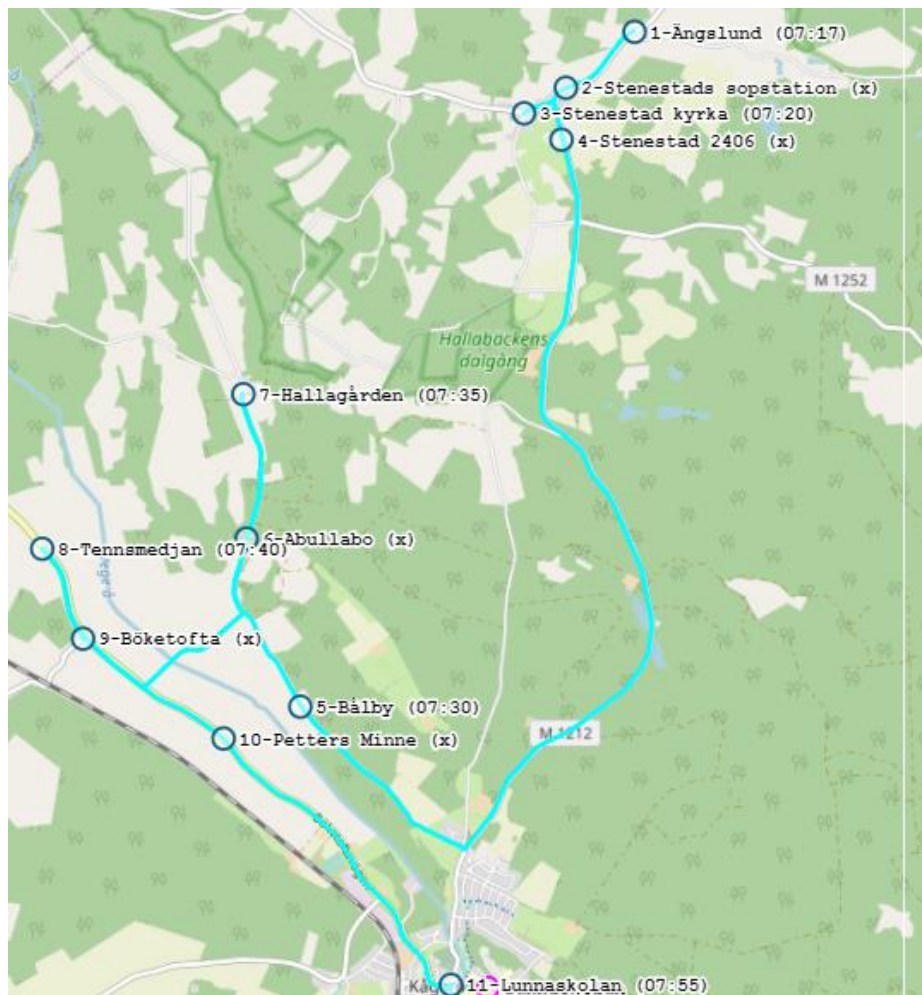 1-Ängslund (07:17)
2-Stenestads sopstation (x)
3-Stenestad kyrka (07:20)
4-Stenestad 2406 (x)
M 1252
Hallabäckens
dalgång
7-Hallagården (07:35)
6-Abullabo (x)
8-Tennsmedjan (07:40)
9-Böketofta (x)
5-Bålby (07:30)
M 1212
10-Petters Minne (x)
11-Lunnaskolan (07:55)